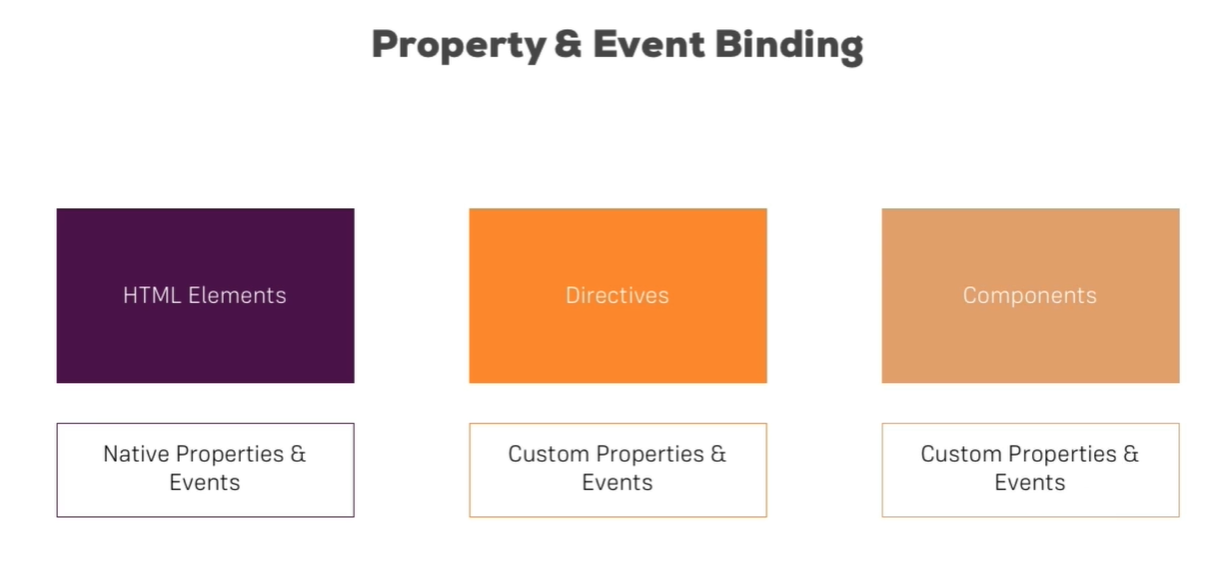 Property & Event Binding
HTML Elements
Directives
Components
Native Properties &
Events
Custom Properties &
Events
Custom Properties &
Events